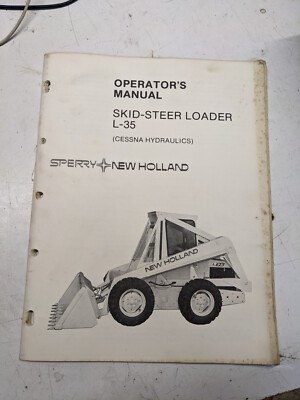 OPERATOR'S
MANUAL
SKID-STEER LOADER
L-35
(CESSNA HYDRAULICS)
SPERRY NEW HOLLAND
NEW HOLLAND